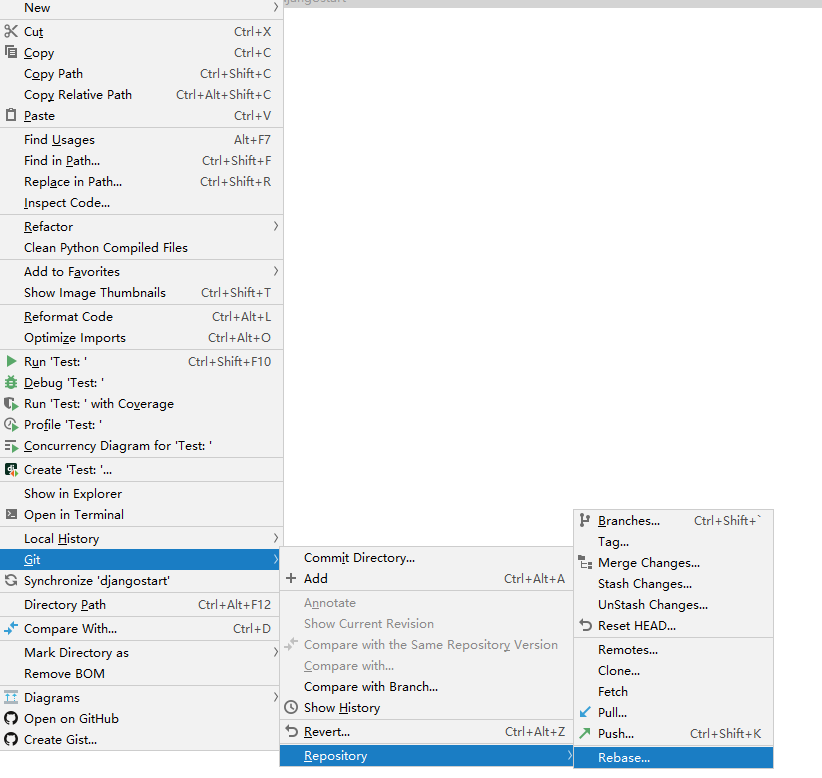 New
djangostart
Cut Ctrl+X
Copy Ctrl+C
Copy Path Ctrl+Shift+C
Copy Relative Path Ctrl+Alt+Shift+C
Paste Ctrl+V
Find Usages Alt+F7
Find in Path... Ctrl+Shift+F
Replace in Path... Ctrl+Shift+R
Inspect Code...
Refactor
Clean Python Compiled Files
Add to Favorites
Show Image Thumbnails Ctrl+Shift+T
Reformat Code Ctrl+Alt+L
Optimize Imports Ctrl+Alt+O
Run 'Test: ' Ctrl+Shift+F10
Debug 'Test: '
Run 'Test: ' with Coverage
Profile 'Test: '
Concurrency Diagram for 'Test: '
Create 'Test: '...
Show in Explorer
Open in Terminal
Local History
Git
Synchronize 'djangostart'
Directory Path Ctrl+Alt+F12
Compare With... Ctrl+D
Mark Directory as
Remove BOM
Diagrams
Open on GitHub
Create Gist...
Commit Directory...
Add Ctrl+Alt+A
Annotate
Show Current Revision
Compare with the Same Repository Version
Compare with...
Compare with Branch...
Show History
Revert... Ctrl+Alt+Z
Repository
Branches... Ctrl+Shift+`
Tag...
Merge Changes...
Stash Changes...
UnStash Changes...
Reset HEAD...
Remotes...
Clone...
Fetch
Pull...
Push... Ctrl+Shift+K
Rebase...